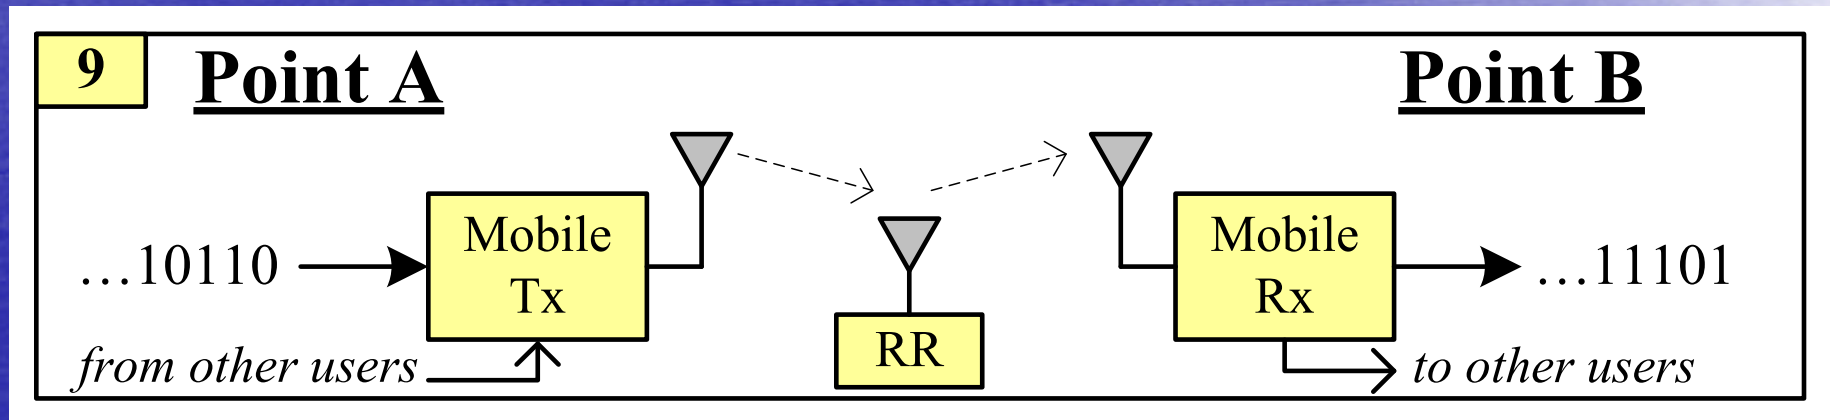 9
Point A
Point B
Mobile
Tx
Mobile
Rx
…10110
…11101
RR
from other users
to other users